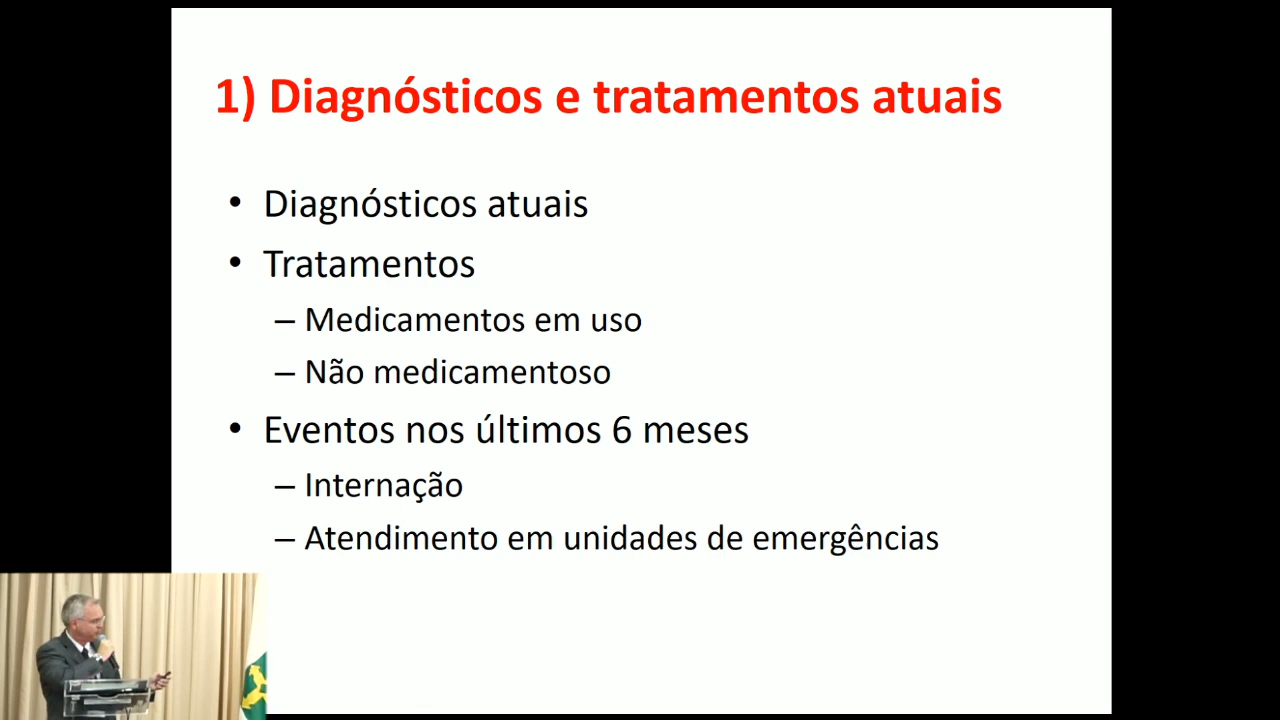 1) Diagnósticos e tratamentos atuais
• Diagnósticos atuais
• Tratamentos
– Medicamentos em uso
– Não medicamentoso
• Eventos nos últimos 6 meses
– Internação
– Atendimento em unidades de emergências